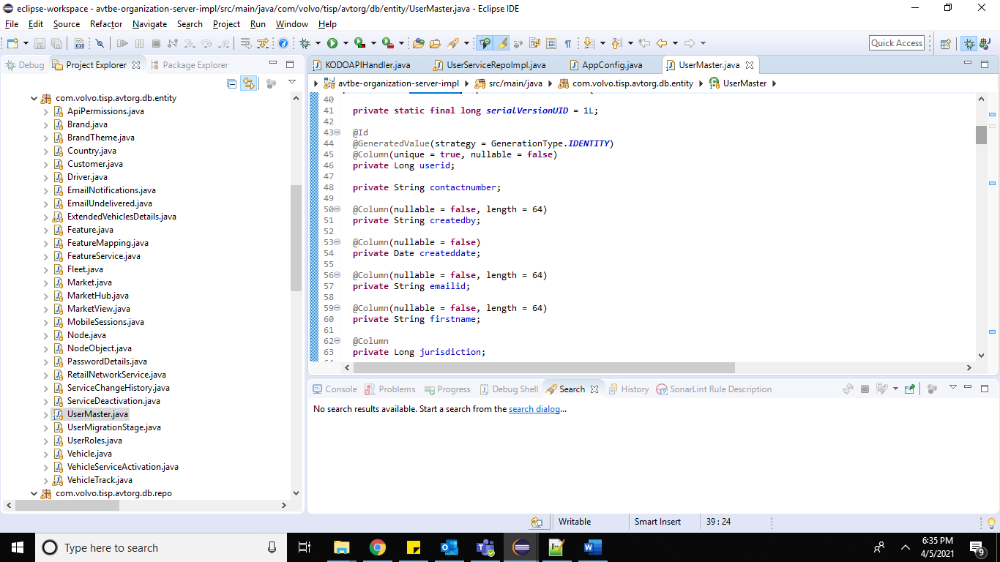 eclipse-workspace - avtbe-organization-server-impl/src/main/java/com/volvo/tisp/avtorg/db/entity/UserMaster.java - Eclipse IDE
File Edit Source Refactor Navigate Search Project Run Window Help
Quick Access
Debug Project Explorer Package Explorer
com.volvo.tisp.avtorg.db.entity
ApiPermissions.java
Brand.java
BrandTheme.java
Country.java
Customer.java
Driver.java
EmailNotifications.java
EmailUndelivered.java
ExtendedVehiclesDetails.java
Feature.java
FeatureMapping.java
FeatureService.java
Fleet.java
Market.java
MarketHub.java
MarketView.java
MobileSessions.java
Node.java
NodeObject.java
PasswordDetails.java
RetailNetworkService.java
ServiceChangeHistory.java
ServiceDeactivation.java
UserMaster.java
UserMigrationStage.java
UserRoles.java
Vehicle.java
VehicleServiceActivation.java
VehicleTrack.java
com.volvo.tisp.avtorg.db.repo
KODOAPIHandler.java UserServiceRepoImpl.java AppConfig.java UserMaster.java
avtbe-organization-server-impl src/main/java com.volvo.tisp.avtorg.db.entity UserMaster
40
41 private static final long serialVersionUID = 1L;
42
43 @Id
44 @GeneratedValue(strategy = GenerationType.IDENTITY)
45 @Column(unique = true, nullable = false)
46 private Long userid;
47
48 private String contactnumber;
49
50 @Column(nullable = false, length = 64)
51 private String createdby;
52
53 @Column(nullable = false)
54 private Date createddate;
55
56 @Column(nullable = false, length = 64)
57 private String emailid;
58
59 @Column(nullable = false, length = 64)
60 private String firstname;
61
62 @Column
63 private Long jurisdiction;
Console Problems Progress Debug Shell Search History SonarLint Rule Description
No search results available. Start a search from the search dialog...
Writable Smart Insert 39 : 24
Type here to search
6:35 PM
4/5/2021
9